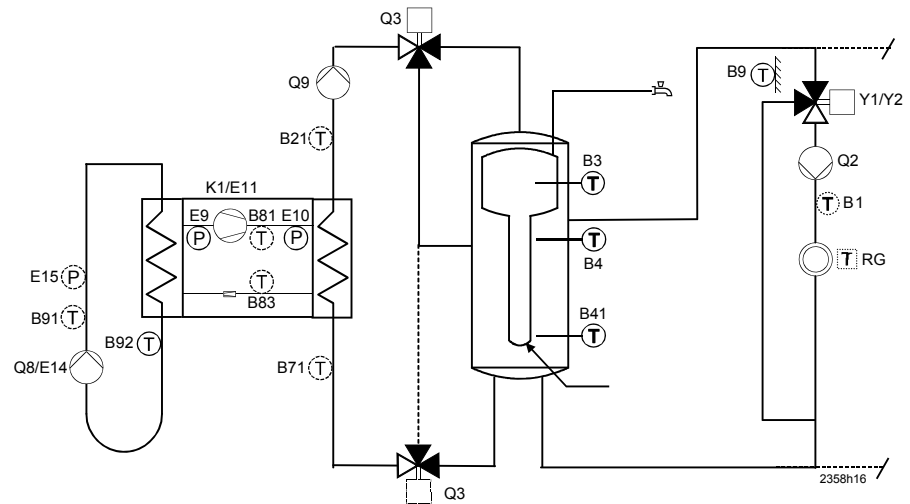 Q3
Q9
B9
T
Y1/Y2
B21
T
B3
T
Q2
K1/E11
E9
B81
E10
P
T
P
T
B1
T
B4
T
RG
E15
P
T
B83
B91
T
B41
T
B92
T
Q8/E14
B71
T
Q3
2358h16